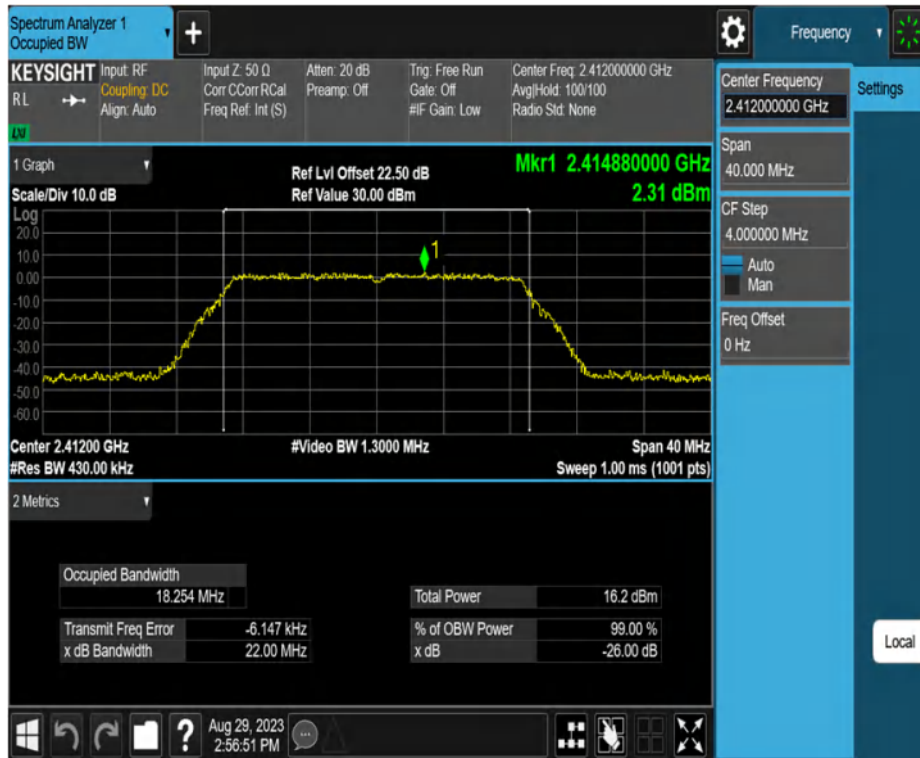 Spectrum Analyzer 1
Occupied BW
+
Frequency
KEYSIGHT
RL
LXI
Input: RF
Coupling: DC
Align: Auto
Input Z: 50 Ω
Corr CCorr RCal
Freq Ref: Int (S)
Atten: 20 dB
Preamp: Off
Trig: Free Run
Gate: Off
#IF Gain: Low
Center Freq: 2.412000000 GHz
Avg|Hold: 100/100
Radio Std: None
Center Frequency
2.412000000 GHz
Settings
Span
40.000 MHz
CF Step
4.000000 MHz
Auto
Man
Freq Offset
0 Hz
Local
1 Graph
Scale/Div 10.0 dB
Ref Lvl Offset 22.50 dB
Ref Value 30.00 dBm
Mkr1 2.414880000 GHz
2.31 dBm
Log
20.0
10.0
0.00
-10.0
-20.0
-30.0
-40.0
-50.0
-60.0
1
Center 2.41200 GHz
#Video BW 1.3000 MHz
Span 40 MHz
#Res BW 430.00 kHz
Sweep 1.00 ms (1001 pts)
2 Metrics
Occupied Bandwidth
18.254 MHz
Total Power 16.2 dBm
Transmit Freq Error -6.147 kHz
% of OBW Power 99.00 %
x dB Bandwidth 22.00 MHz
x dB -26.00 dB
?
Aug 29, 2023
2:56:51 PM